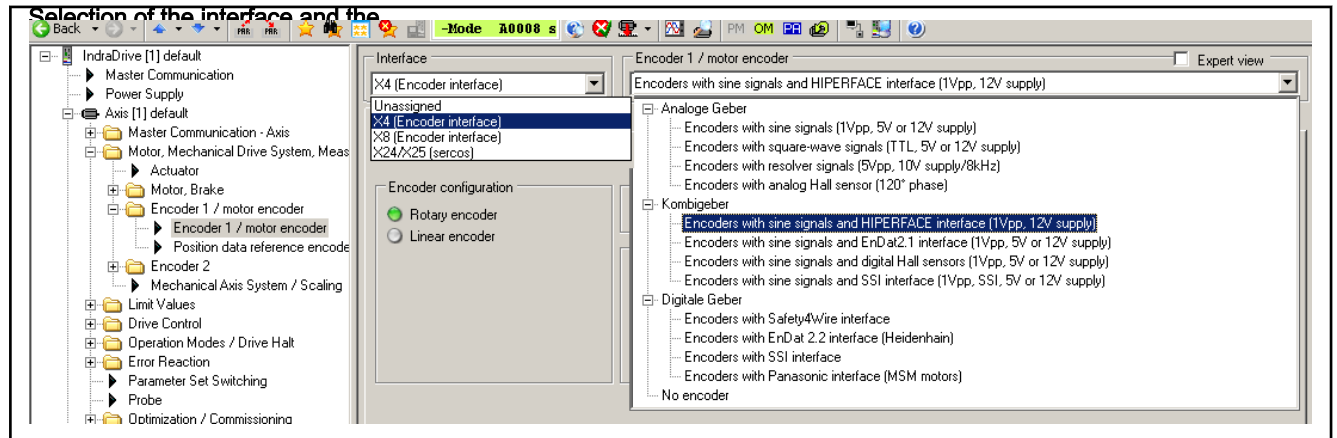 Selection of the interface and the
Back
PAR PAR -Mode A0008 s PM OM PA
IndraDrive [1] default
Master Communication
Power Supply
Axis [1] default
Master Communication - Axis
Motor, Mechanical Drive System, Meas
Actuator
Motor, Brake
Encoder 1 / motor encoder
Encoder 1 / motor encoder
Position data reference encode
Encoder 2
Mechanical Axis System / Scaling
Limit Values
Drive Control
Operation Modes / Drive Halt
Error Reaction
Parameter Set Switching
Probe
Optimization / Commissioning
Interface
X4 (Encoder interface)
Unassigned
X4 (Encoder interface)
X8 (Encoder interface)
X24/X25 (sercos)
Encoder configuration
Rotary encoder
Linear encoder
Encoder 1 / motor encoder
Expert view
Encoders with sine signals and HIPERFACE interface (1Vpp, 12V supply)
Analoge Geber
Encoders with sine signals (1Vpp, 5V or 12V supply)
Encoders with square-wave signals (TTL, 5V or 12V supply)
Encoders with resolver signals (5Vpp, 10V supply/8kHz)
Encoders with analog Hall sensor (120° phase)
Kombigeber
Encoders with sine signals and HIPERFACE interface (1Vpp, 12V supply)
Encoders with sine signals and EnDat2.1 interface (1Vpp, 5V or 12V supply)
Encoders with sine signals and digital Hall sensors (1Vpp, 5V or 12V supply)
Encoders with sine signals and SSI interface (1Vpp, SSI, 5V or 12V supply)
Digitale Geber
Encoders with Safety4Wire interface
Encoders with EnDat 2.2 interface (Heidenhain)
Encoders with SSI interface
Encoders with Panasonic interface (MSM motors)
No encoder